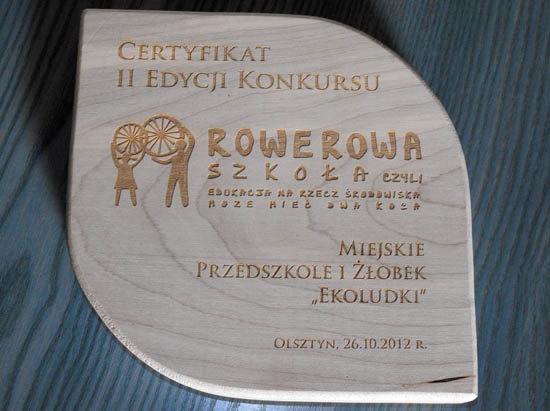 CERTYFIKAT
II EDYCJI KONKURSU
ROWEROWA
SZKOŁA CZYLI
EDUKACJA NA RZECZ ŚRODOWISKA
MOŻE MIEĆ DWA KOŁA
MIEJSKIE
PRZEDSZKOLE I ŻŁOBEK
„EKOLUDKI"
OLSZTYN, 26.10.2012 R.